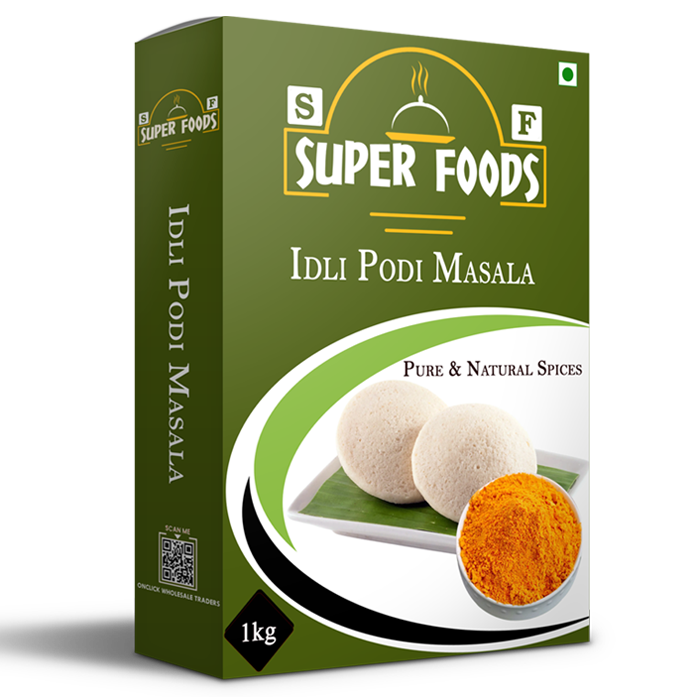 S
F
SUPER FOODS
IDLI PODI MASALA
PURE & NATURAL SPICES
1kg
S
F
SUPER FOODS
IDLI PODI MASALA
SCAN ME
ONCLICK WHOLESALE TRADERS